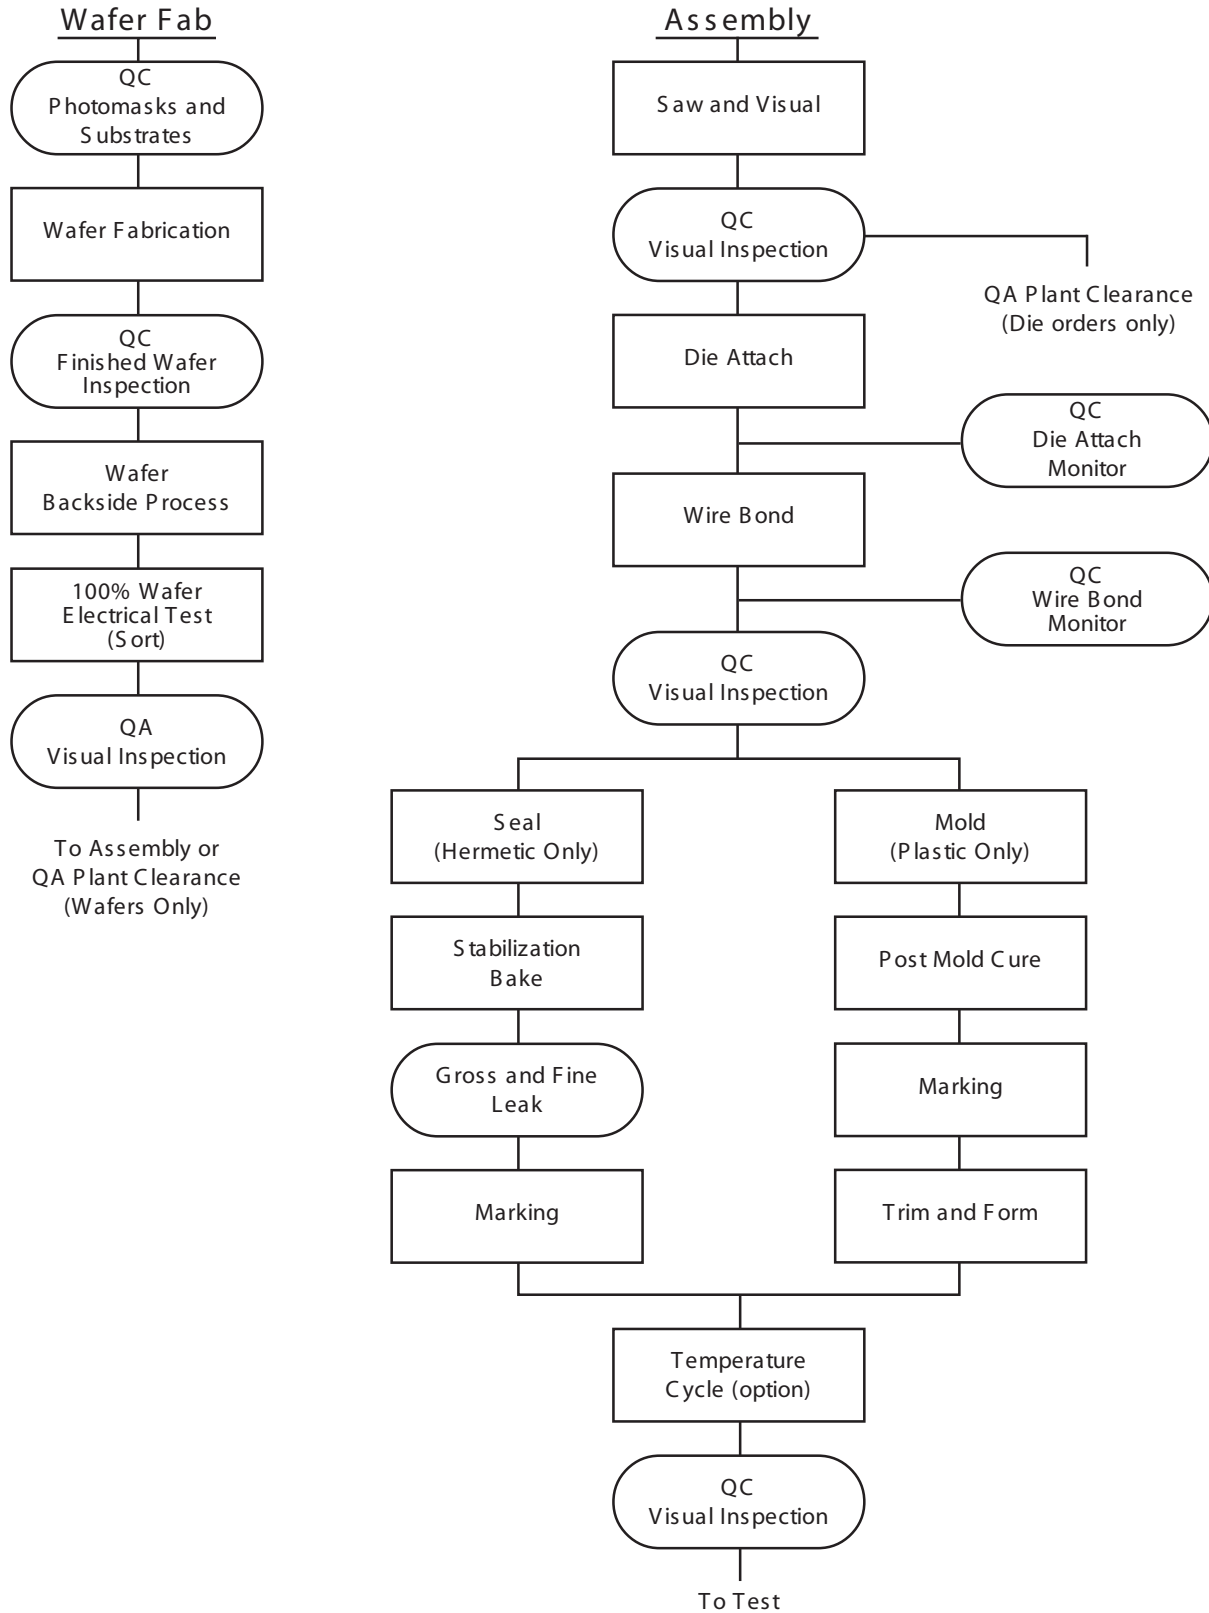 Wafer Fab
QC
Photomasks and
Substrates
Wafer Fabrication
QC
Finished Wafer
Inspection
Wafer
Backside Process
100% Wafer
Electrical Test
(Sort)
QA
Visual Inspection
To Assembly or
QA Plant Clearance
(Wafers Only)
Assembly
Saw and Visual
QC
Visual Inspection
QA Plant Clearance
(Die orders only)
Die Attach
QC
Die Attach
Monitor
Wire Bond
QC
Wire Bond
Monitor
QC
Visual Inspection
Seal
(Hermetic Only)
Stabilization
Bake
Gross and Fine
Leak
Marking
Mold
(Plastic Only)
Post Mold Cure
Marking
Trim and Form
Temperature
Cycle (option)
QC
Visual Inspection
To Test